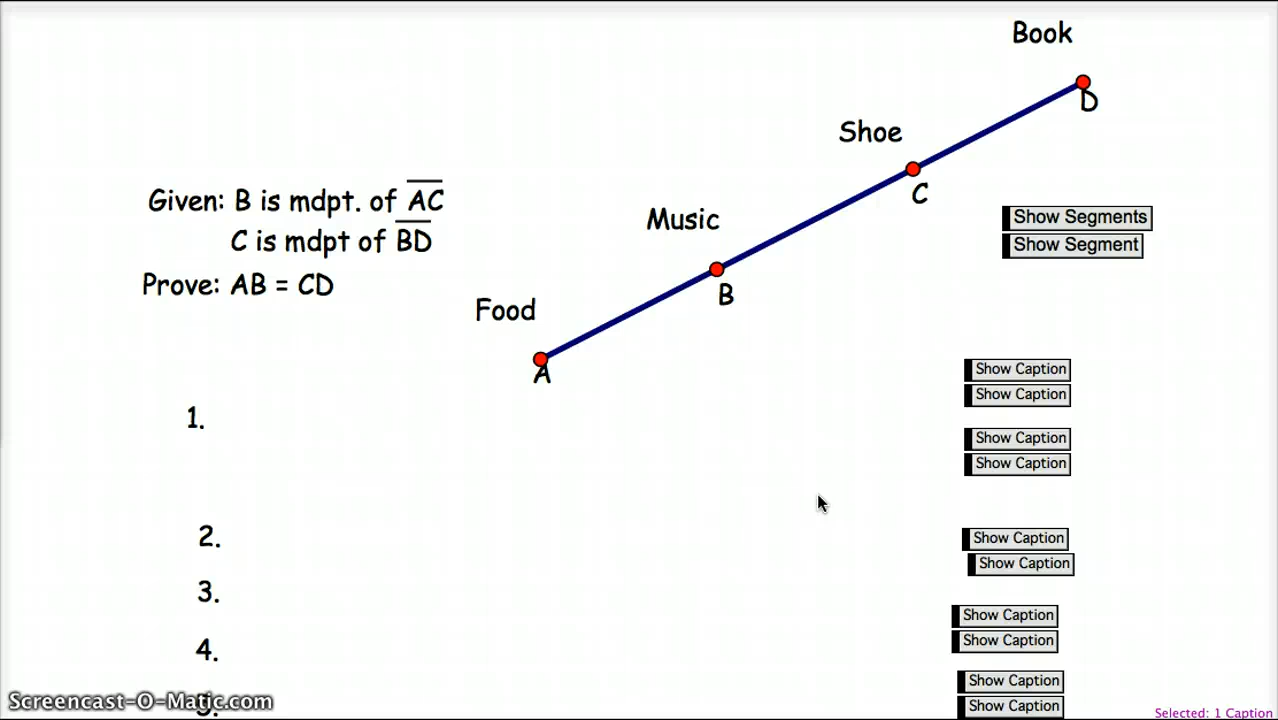 Book
D
Shoe
C
Given: B is mdpt. of AC
Music
Show Segments
C is mdpt of BD
Show Segment
Prove: AB = CD
B
Food
A
Show Caption
Show Caption
1.
Show Caption
Show Caption
2.
Show Caption
Show Caption
3.
Show Caption
4.
Show Caption
Show Caption
Screencast-O-Matic.com
5.
Show Caption
Selected: 1 Caption